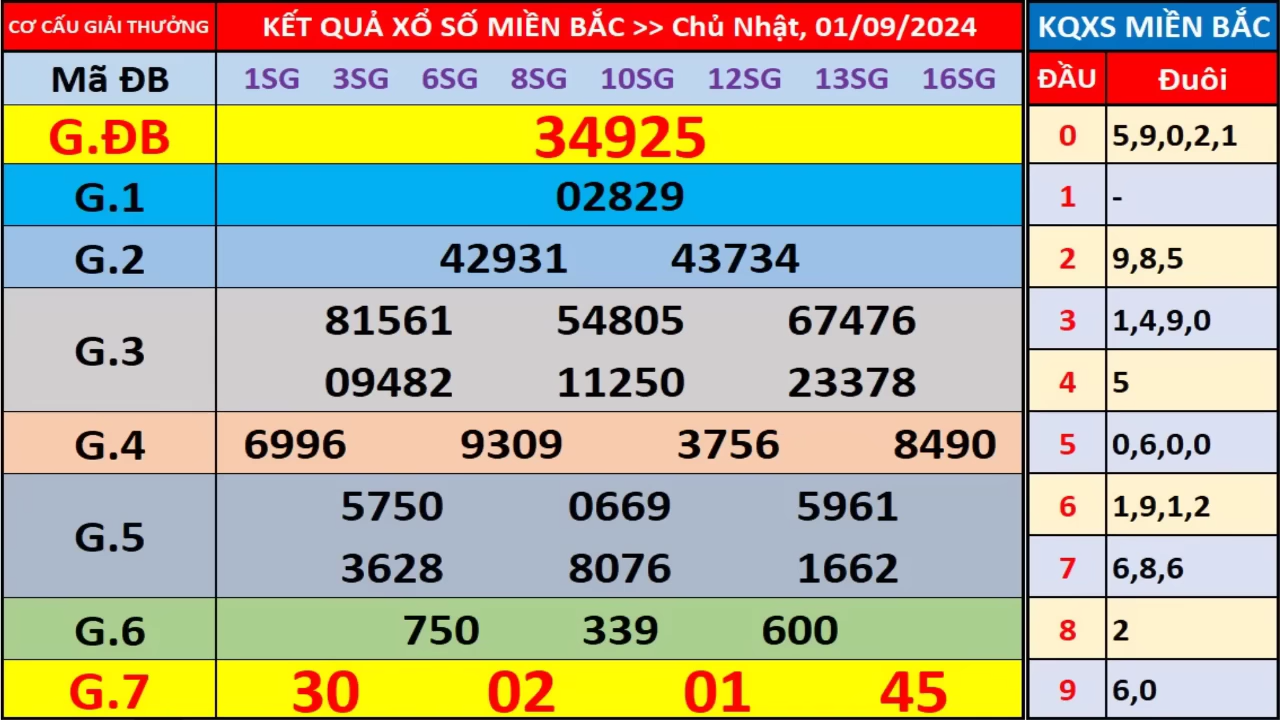 CƠ CẤU GIẢI THƯỞNG KẾT QUẢ XỔ SỐ MIỀN BẮC >> Chủ Nhật, 01/09/2024
Mã ĐB 1SG 3SG 6SG 8SG 10SG 12SG 13SG 16SG
G.ĐB 34925
G.1 02829
G.2 42931 43734
G.3 81561 54805 67476
09482 11250 23378
G.4 6996 9309 3756 8490
G.5 5750 0669 5961
3628 8076 1662
G.6 750 339 600
G.7 30 02 01 45
KQXS MIỀN BẮC
ĐẦU Đuôi
0 5,9,0,2,1
1 -
2 9,8,5
3 1,4,9,0
4 5
5 0,6,0,0
6 1,9,1,2
7 6,8,6
8 2
9 6,0